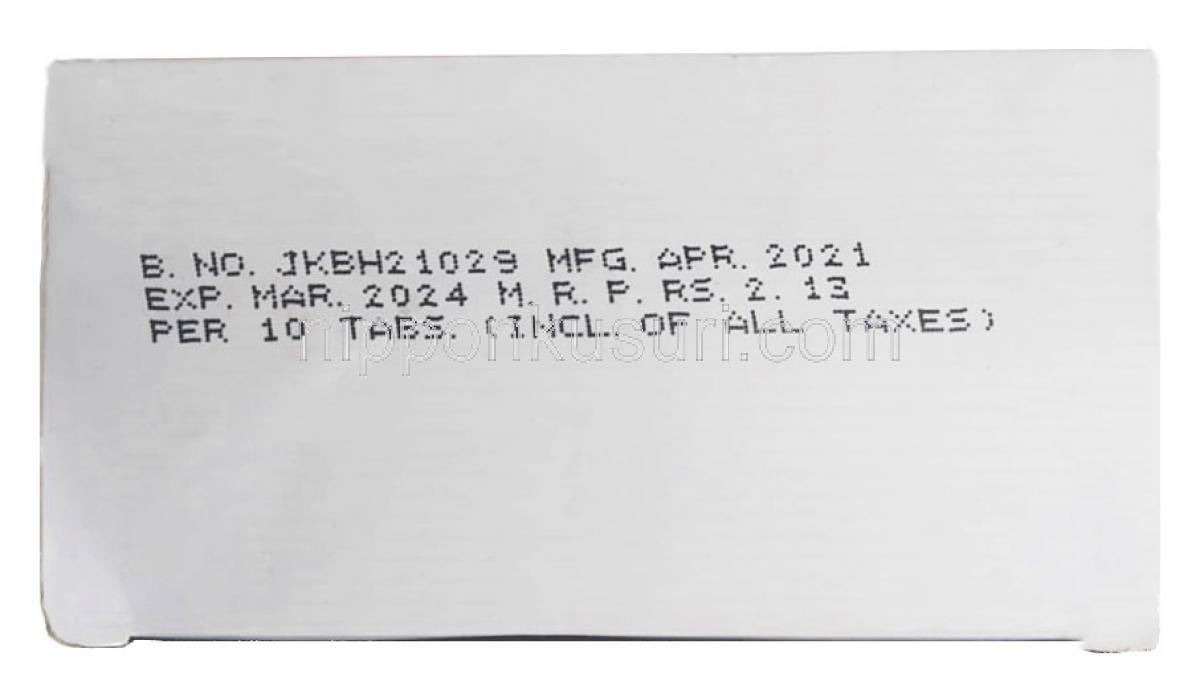 B. NO. JKBH21029 MFG. APR. 2021
EXP. MAR. 2024 M. R. P. RS. 2. 13
PER 10 TABS. (INCL. OF ALL TAXES)
nipponkusuri.com